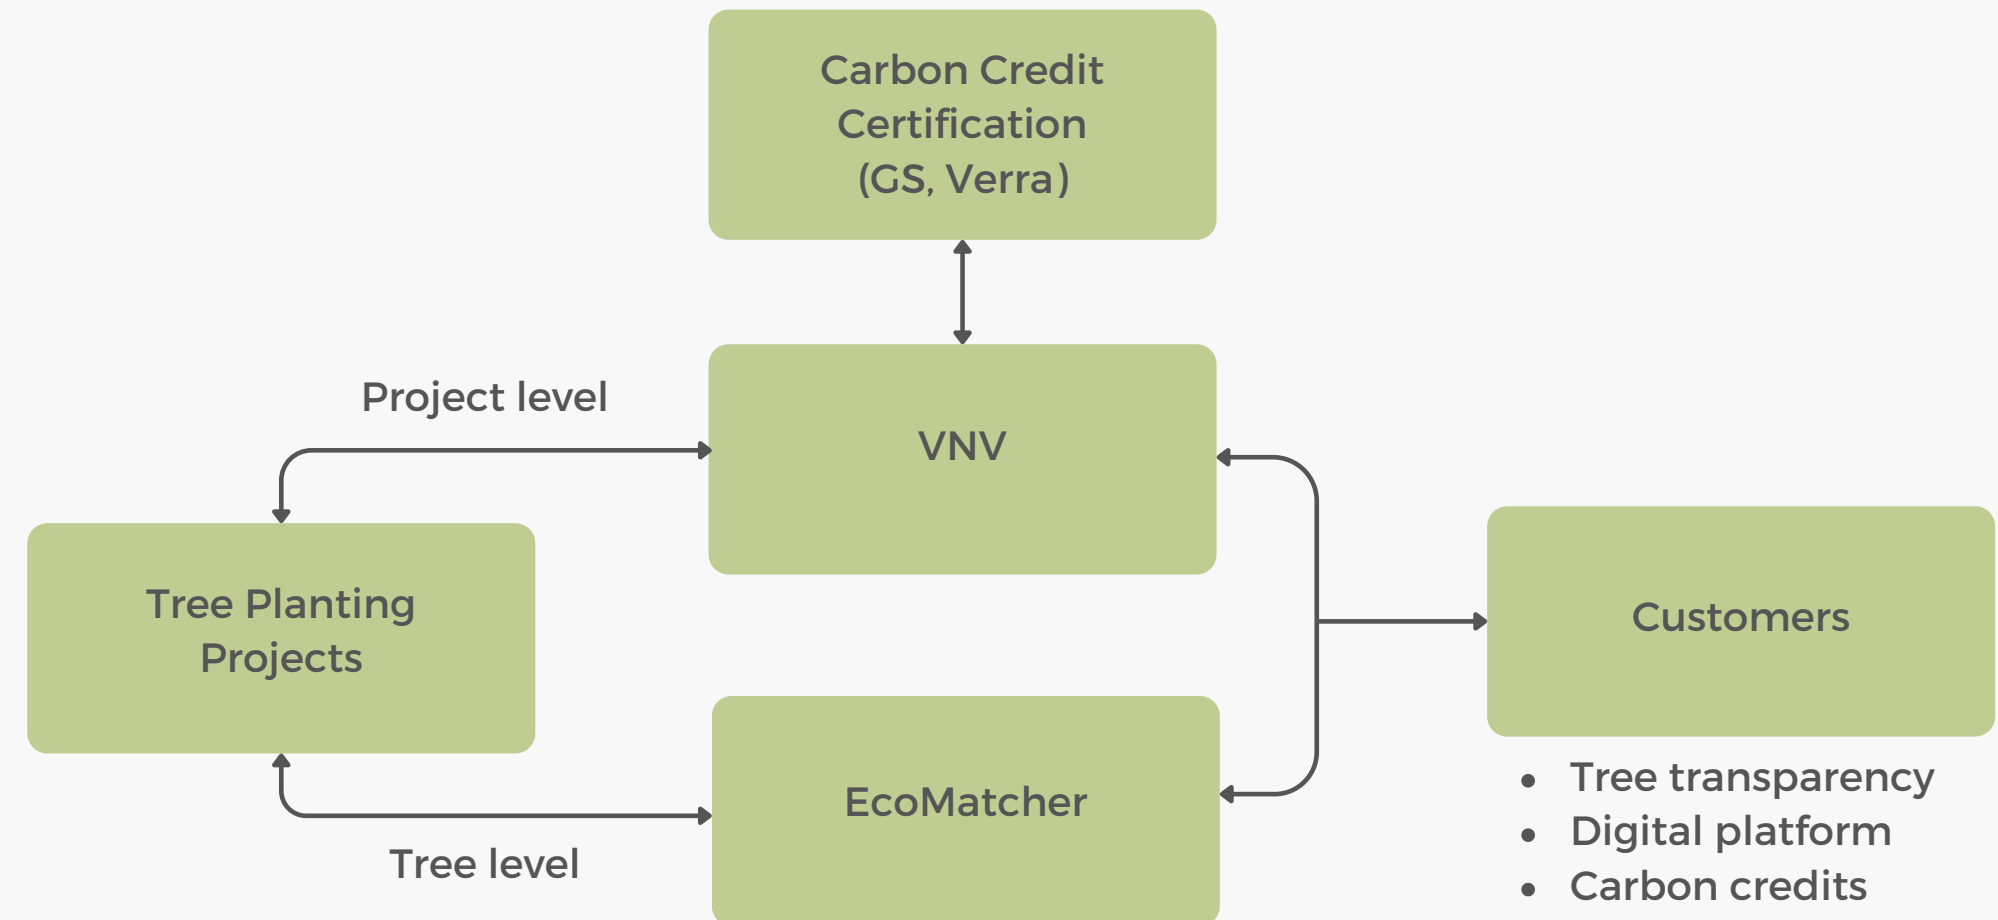 Carbon Credit
Certification
(GS, Verra)
Project level
VNV
Tree Planting
Projects
Customers
EcoMatcher
Tree level
• Tree transparency
• Digital platform
• Carbon credits